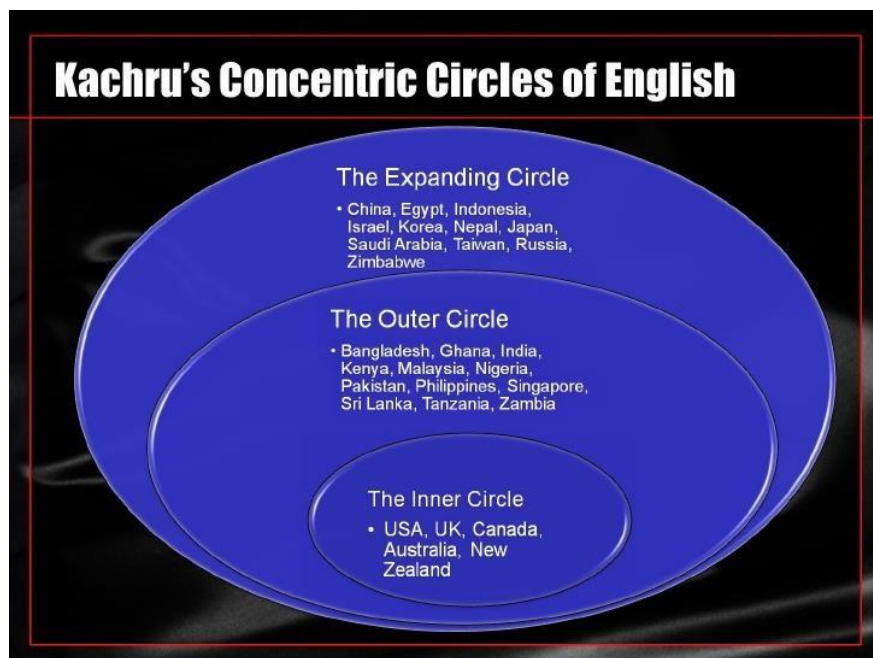 Kachru's Concentric Circles of English
The Expanding Circle
• China, Egypt, Indonesia,
Israel, Korea, Nepal, Japan,
Saudi Arabia, Taiwan, Russia,
Zimbabwe
The Outer Circle
• Bangladesh, Ghana, India,
Kenya, Malaysia, Nigeria,
Pakistan, Philippines, Singapore,
Sri Lanka, Tanzania, Zambia
The Inner Circle
• USA, UK, Canada,
Australia, New
Zealand